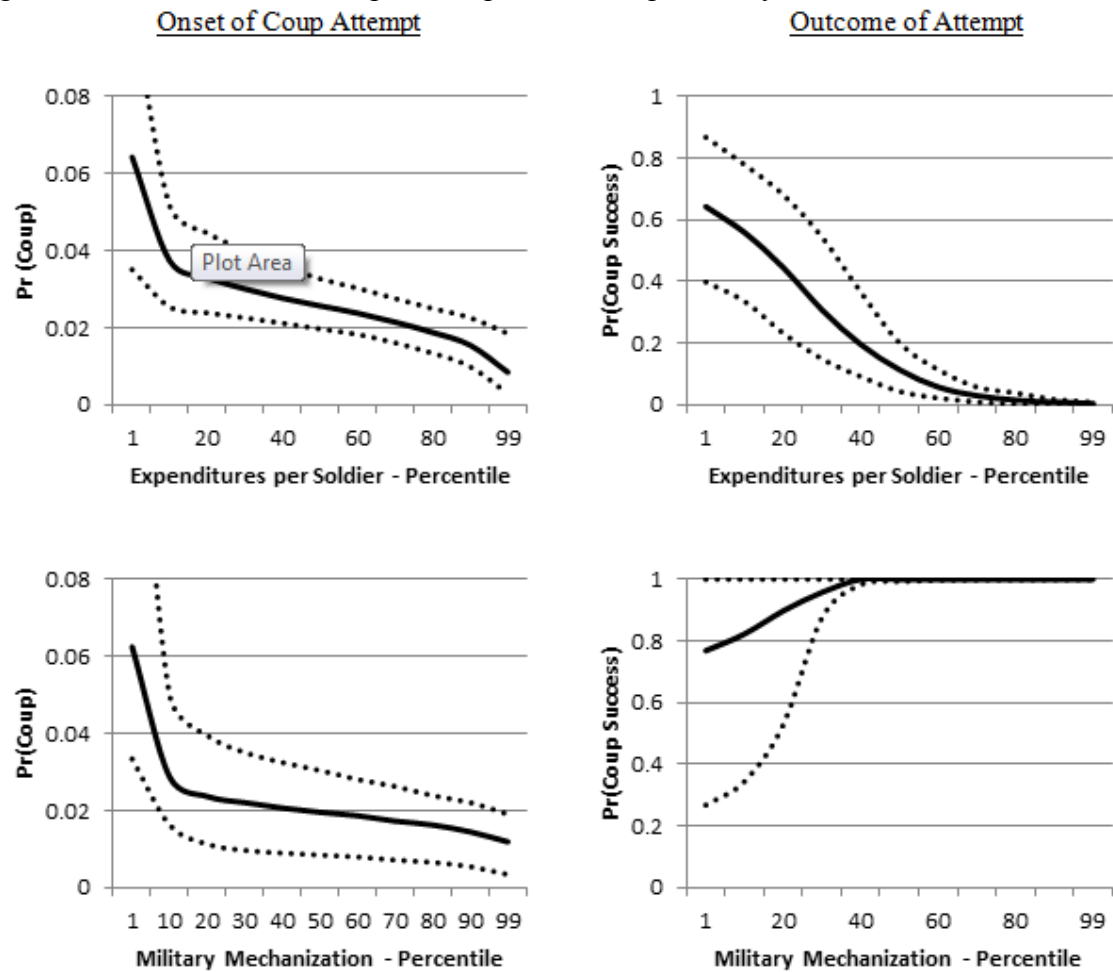 Onset of Coup Attempt
Outcome of Attempt
0.08
0.06
0.04
0.02
0
Pr (Coup)
Plot Area
1 20 40 60 80 99
Expenditures per Soldier - Percentile
1
0.8
0.6
0.4
0.2
0
Pr(Coup Success)
1 20 40 60 80 99
Expenditures per Soldier - Percentile
0.08
0.06
0.04
0.02
0
Pr(Coup)
1 10 20 30 40 50 60 70 80 90 99
Military Mechanization - Percentile
1
0.8
0.6
0.4
0.2
0
Pr(Coup Success)
1 20 40 60 80 99
Military Mechanization - Percentile